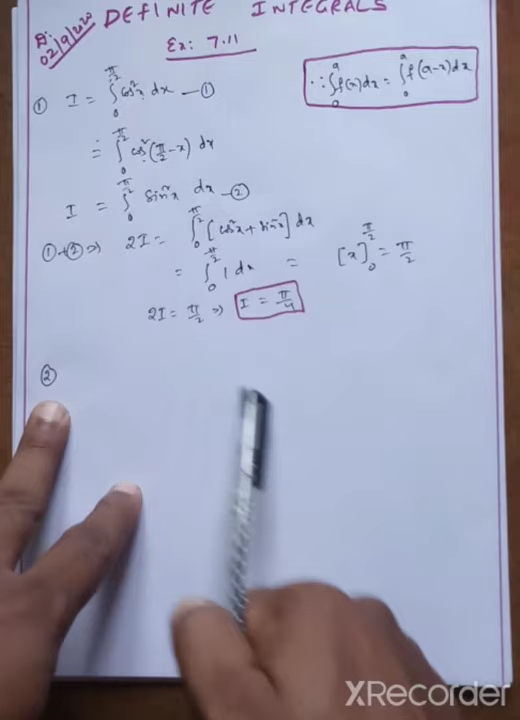 Dt: 02/9/2020
DEFINITE INTEGRALS
Ex: 7.11
∵ ∫₀ᵃ f(x)dx = ∫₀ᵃ f(a-x)dx
① I = ∫₀^{π/2} cos²x dx — ①
= ∫₀^{π/2} cos²(π/2 - x) dx
I = ∫₀^{π/2} sin²x dx — ②
①+② ⇒ 2I = ∫₀^{π/2} [cos²x + sin²x] dx
= ∫₀^{π/2} 1 dx = [x]₀^{π/2} = π/2
2I = π/2 ⇒ I = π/4
②
XRecorder